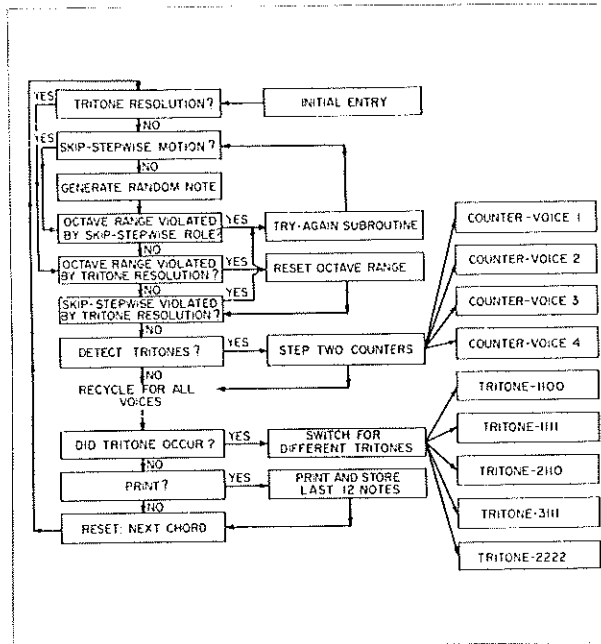 TRITONE RESOLUTION?
INITIAL ENTRY
YES
NO
YES
SKIP-STEPWISE MOTION?
NO
GENERATE RANDOM NOTE
OCTAVE RANGE VIOLATED
BY SKIP-STEPWISE ROLE?
YES
TRY-AGAIN SUBROUTINE
NO
OCTAVE RANGE VIOLATED
BY TRITONE RESOLUTION?
YES
RESET OCTAVE RANGE
NO
YES
SKIP-STEPWISE VIOLATED
BY TRITONE RESOLUTION?
NO
DETECT TRITONES?
YES
STEP TWO COUNTERS
COUNTER-VOICE 1
COUNTER-VOICE 2
COUNTER-VOICE 3
COUNTER-VOICE 4
NO
RECYCLE FOR ALL
VOICES
DID TRITONE OCCUR?
YES
SWITCH FOR
DIFFERENT TRITONES
TRITONE-1100
TRITONE-1111
TRITONE-2110
TRITONE-3111
TRITONE-2222
NO
PRINT?
YES
PRINT AND STORE
LAST 12 NOTES
NO
RESET: NEXT CHORD